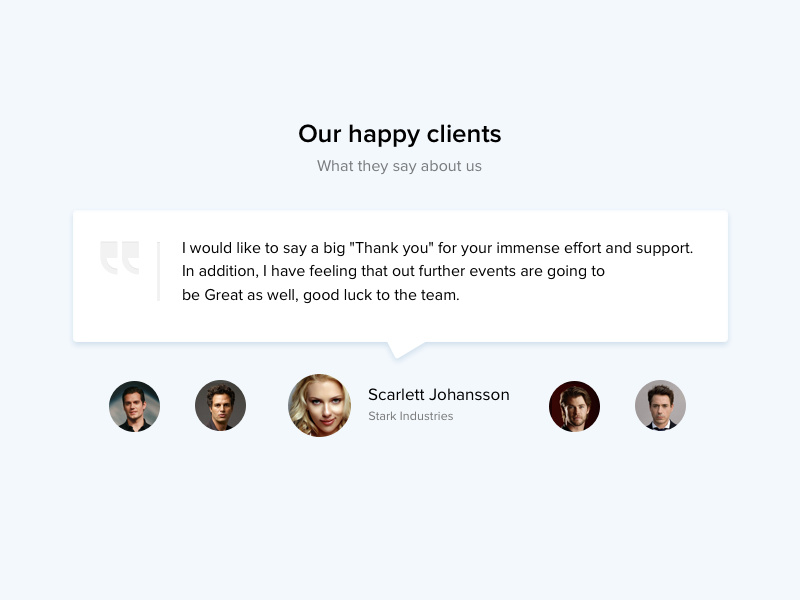 Our happy clients
What they say about us
I would like to say a big "Thank you" for your immense effort and support.
In addition, I have feeling that out further events are going to
be Great as well, good luck to the team.
Scarlett Johansson
Stark Industries